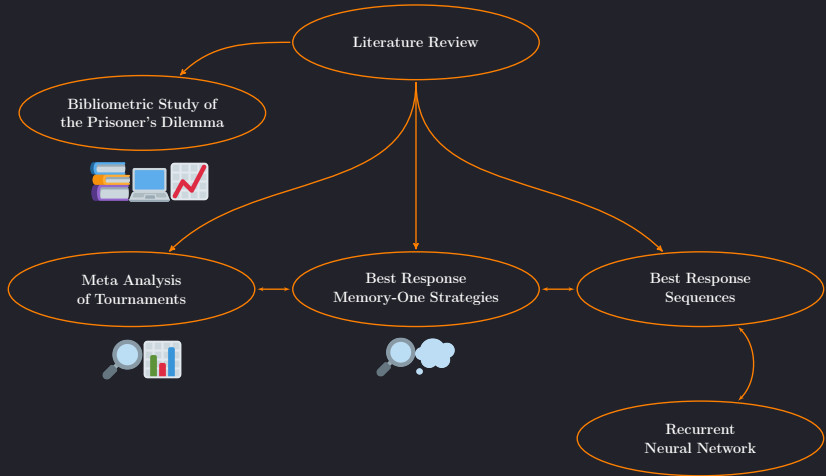 Literature Review
Bibliometric Study of
the Prisoner's Dilemma
Meta Analysis
of Tournaments
Best Response
Memory-One Strategies
Best Response
Sequences
Recurrent
Neural Network